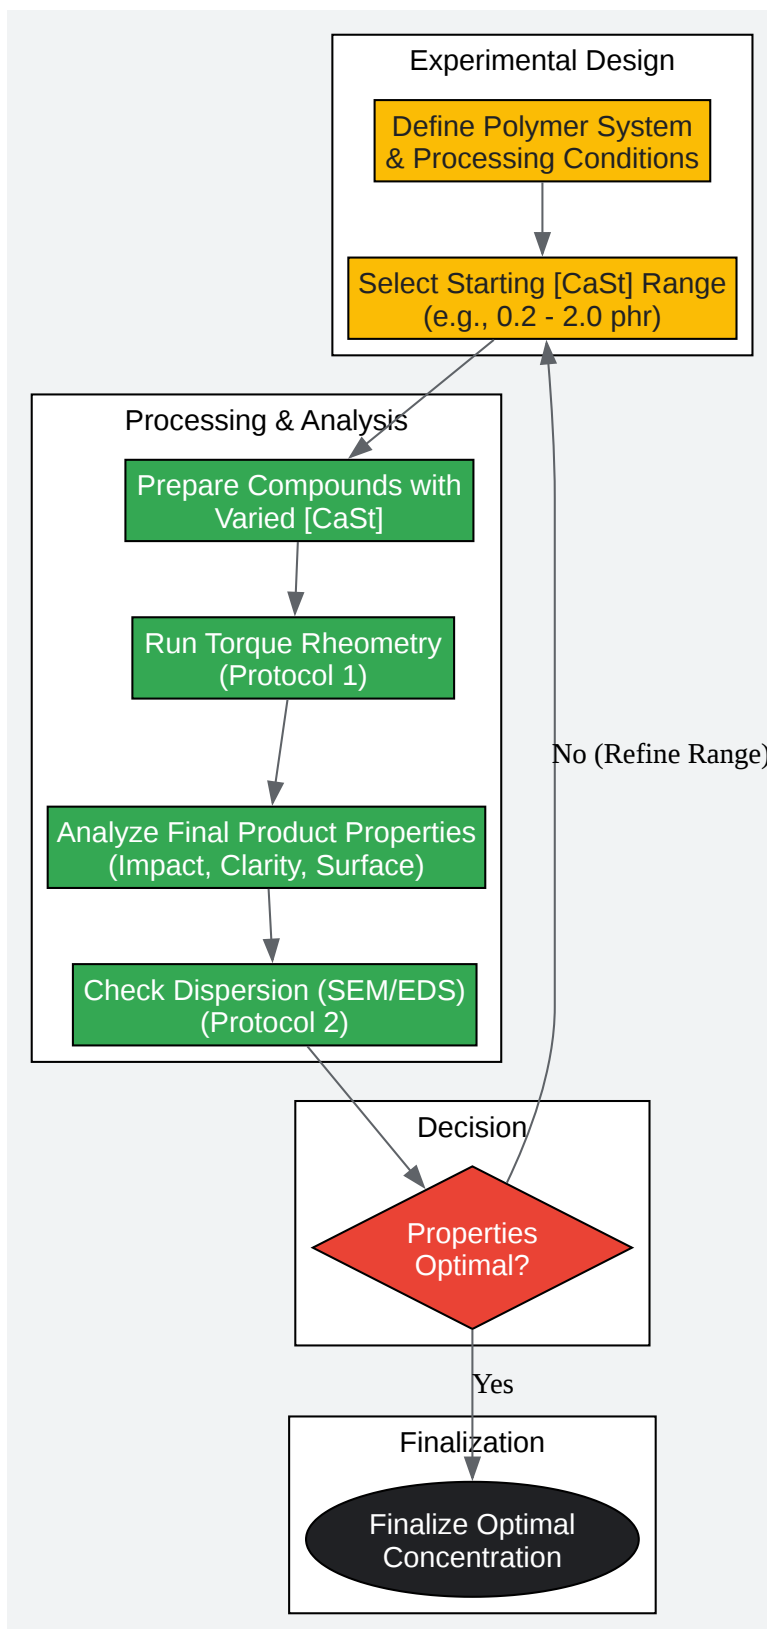 Experimental Design
Define Polymer System
& Processing Conditions
Select Starting [CaSt] Range
(e.g., 0.2 - 2.0 phr)
Processing & Analysis
Prepare Compounds with
Varied [CaSt]
Run Torque Rheometry
(Protocol 1)
No (Refine Range)
Analyze Final Product Properties
(Impact, Clarity, Surface)
Check Dispersion (SEM/EDS)
(Protocol 2)
Decision
Properties
Optimal?
Yes
Finalization
Finalize Optimal
Concentration